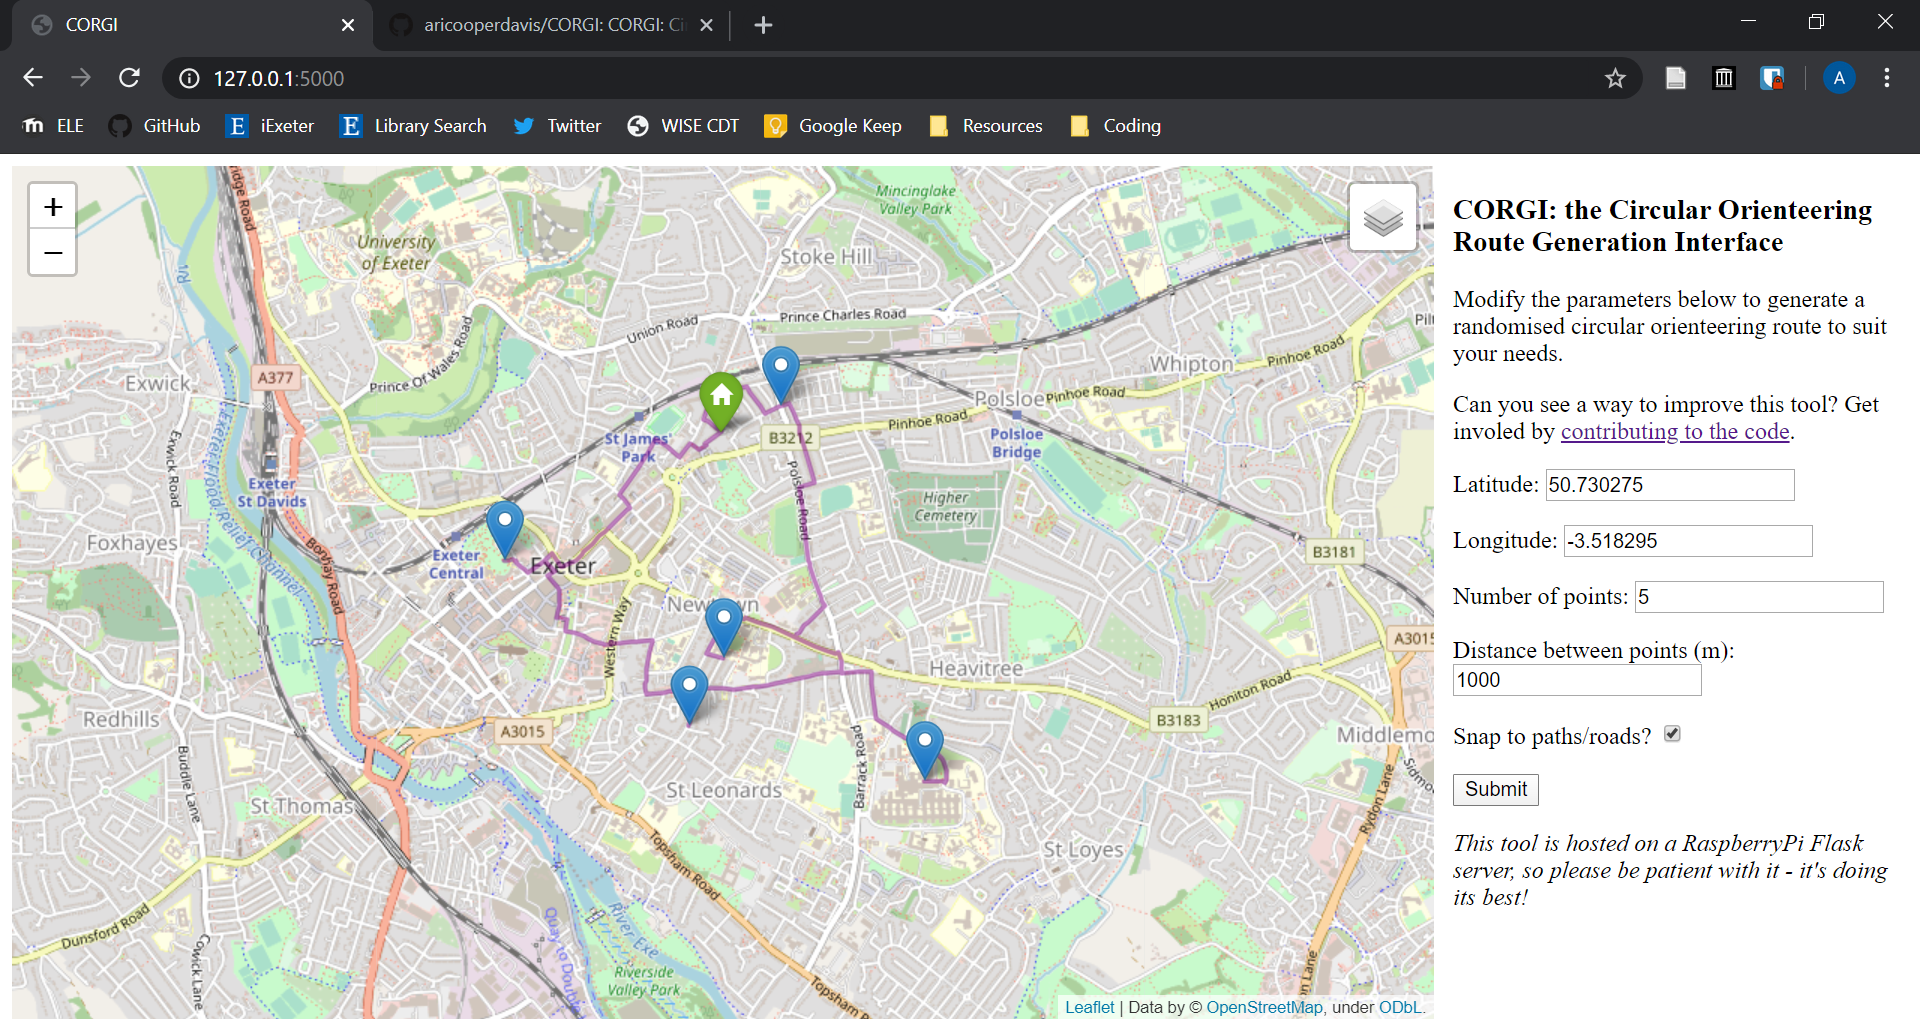 CORGI
aricooperdavis/CORGI: CORGI: Ci
127.0.0.1:5000
A
ELE
GitHub
iExeter
Library Search
Twitter
WISE CDT
Google Keep
Resources
Coding
+
−
Mincinglake
Valley Park
University
of Exeter
Stoke Hill
Prince Charles Road
Union Road
Prince Of Wales Road
Pinhoe Road
Whipton
Exwick
A377
Polsloe
Pinhoe Road
St James'
Park
B3212
Pinhoe Road
Polsloe
Bridge
Exwick Road
Exeter
St Davids
Polsloe Road
Higher
Cemetery
Foxhayes
Bonhay Road
Exeter
Central
Exeter
B3181
Newtown
Western Way
A3015
Heavitree
Honiton Road
Redhills
A3015
B3183
Middlemo
Buddle Lane
Barrack Road
Sidmo
St Thomas
St Leonards
Rydon Lane
St Loyes
Topsham Road
Dunsford Road
Cowick Lane
River Exe
Riverside
Valley Park
Topsham
Leaflet | Data by © OpenStreetMap, under ODbL.
CORGI: the Circular Orienteering
Route Generation Interface
Modify the parameters below to generate a
randomised circular orienteering route to suit
your needs.
Can you see a way to improve this tool? Get
involed by contributing to the code.
Latitude: 50.730275
Longitude: -3.518295
Number of points: 5
Distance between points (m):
1000
Snap to paths/roads?
Submit
This tool is hosted on a RaspberryPi Flask
server, so please be patient with it - it's doing
its best!